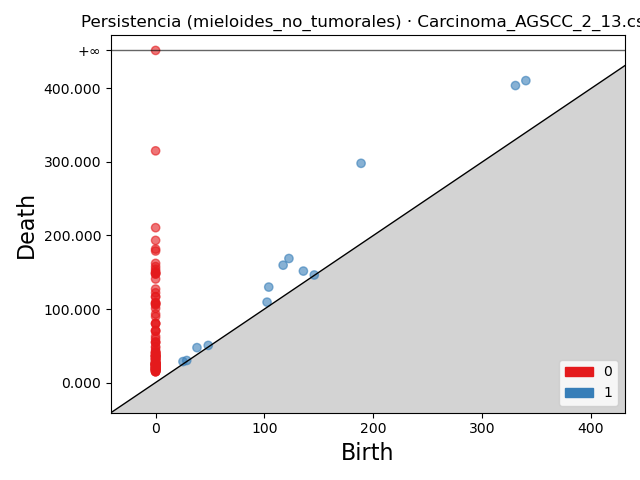 Persistencia (mieloides_no_tumorales) · Carcinoma_AGSCC_2_13.cs
+∞
400.000
300.000
200.000
100.000
0.000
Death
0
1
0 100 200 300 400
Birth